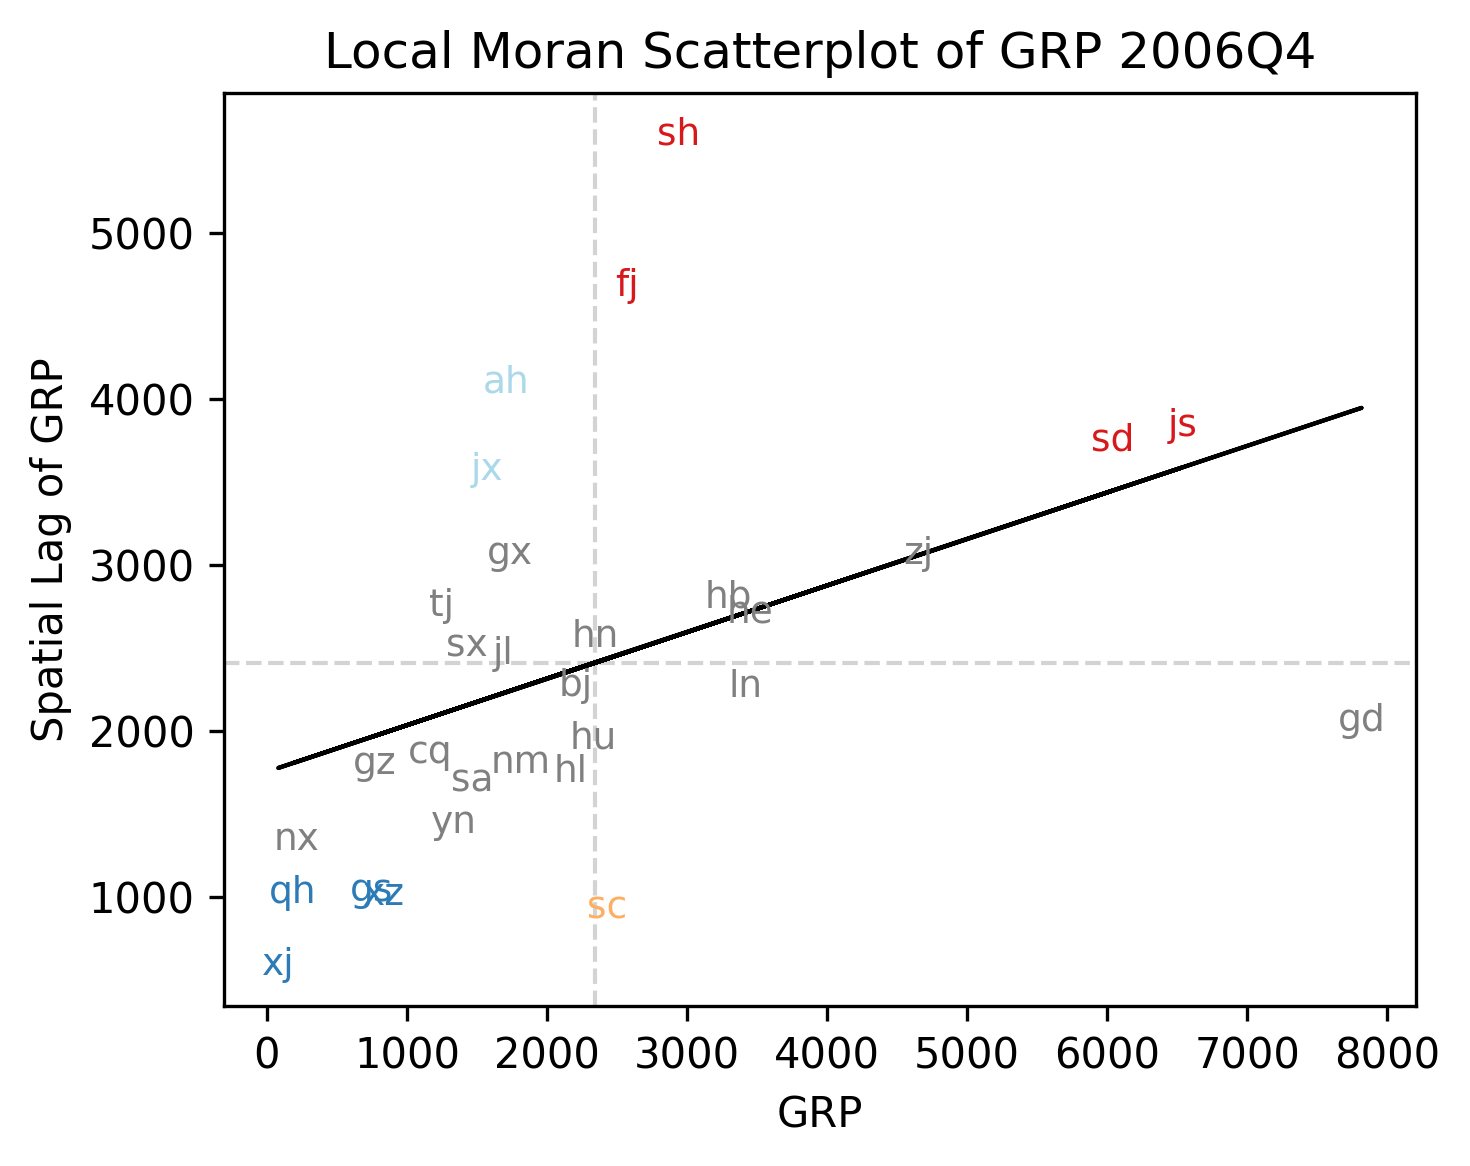 Local Moran Scatterplot of GRP 2006Q4
Spatial Lag of GRP
5000
4000
3000
2000
1000
sh
fj
ah
jx
js
sd
gx
zj
tj
hb
he
sx
jl
hn
bj
ln
gd
hu
gz
cq
sa
nm
hl
yn
nx
qh
gs
xz
sc
xj
0 1000 2000 3000 4000 5000 6000 7000 8000
GRP